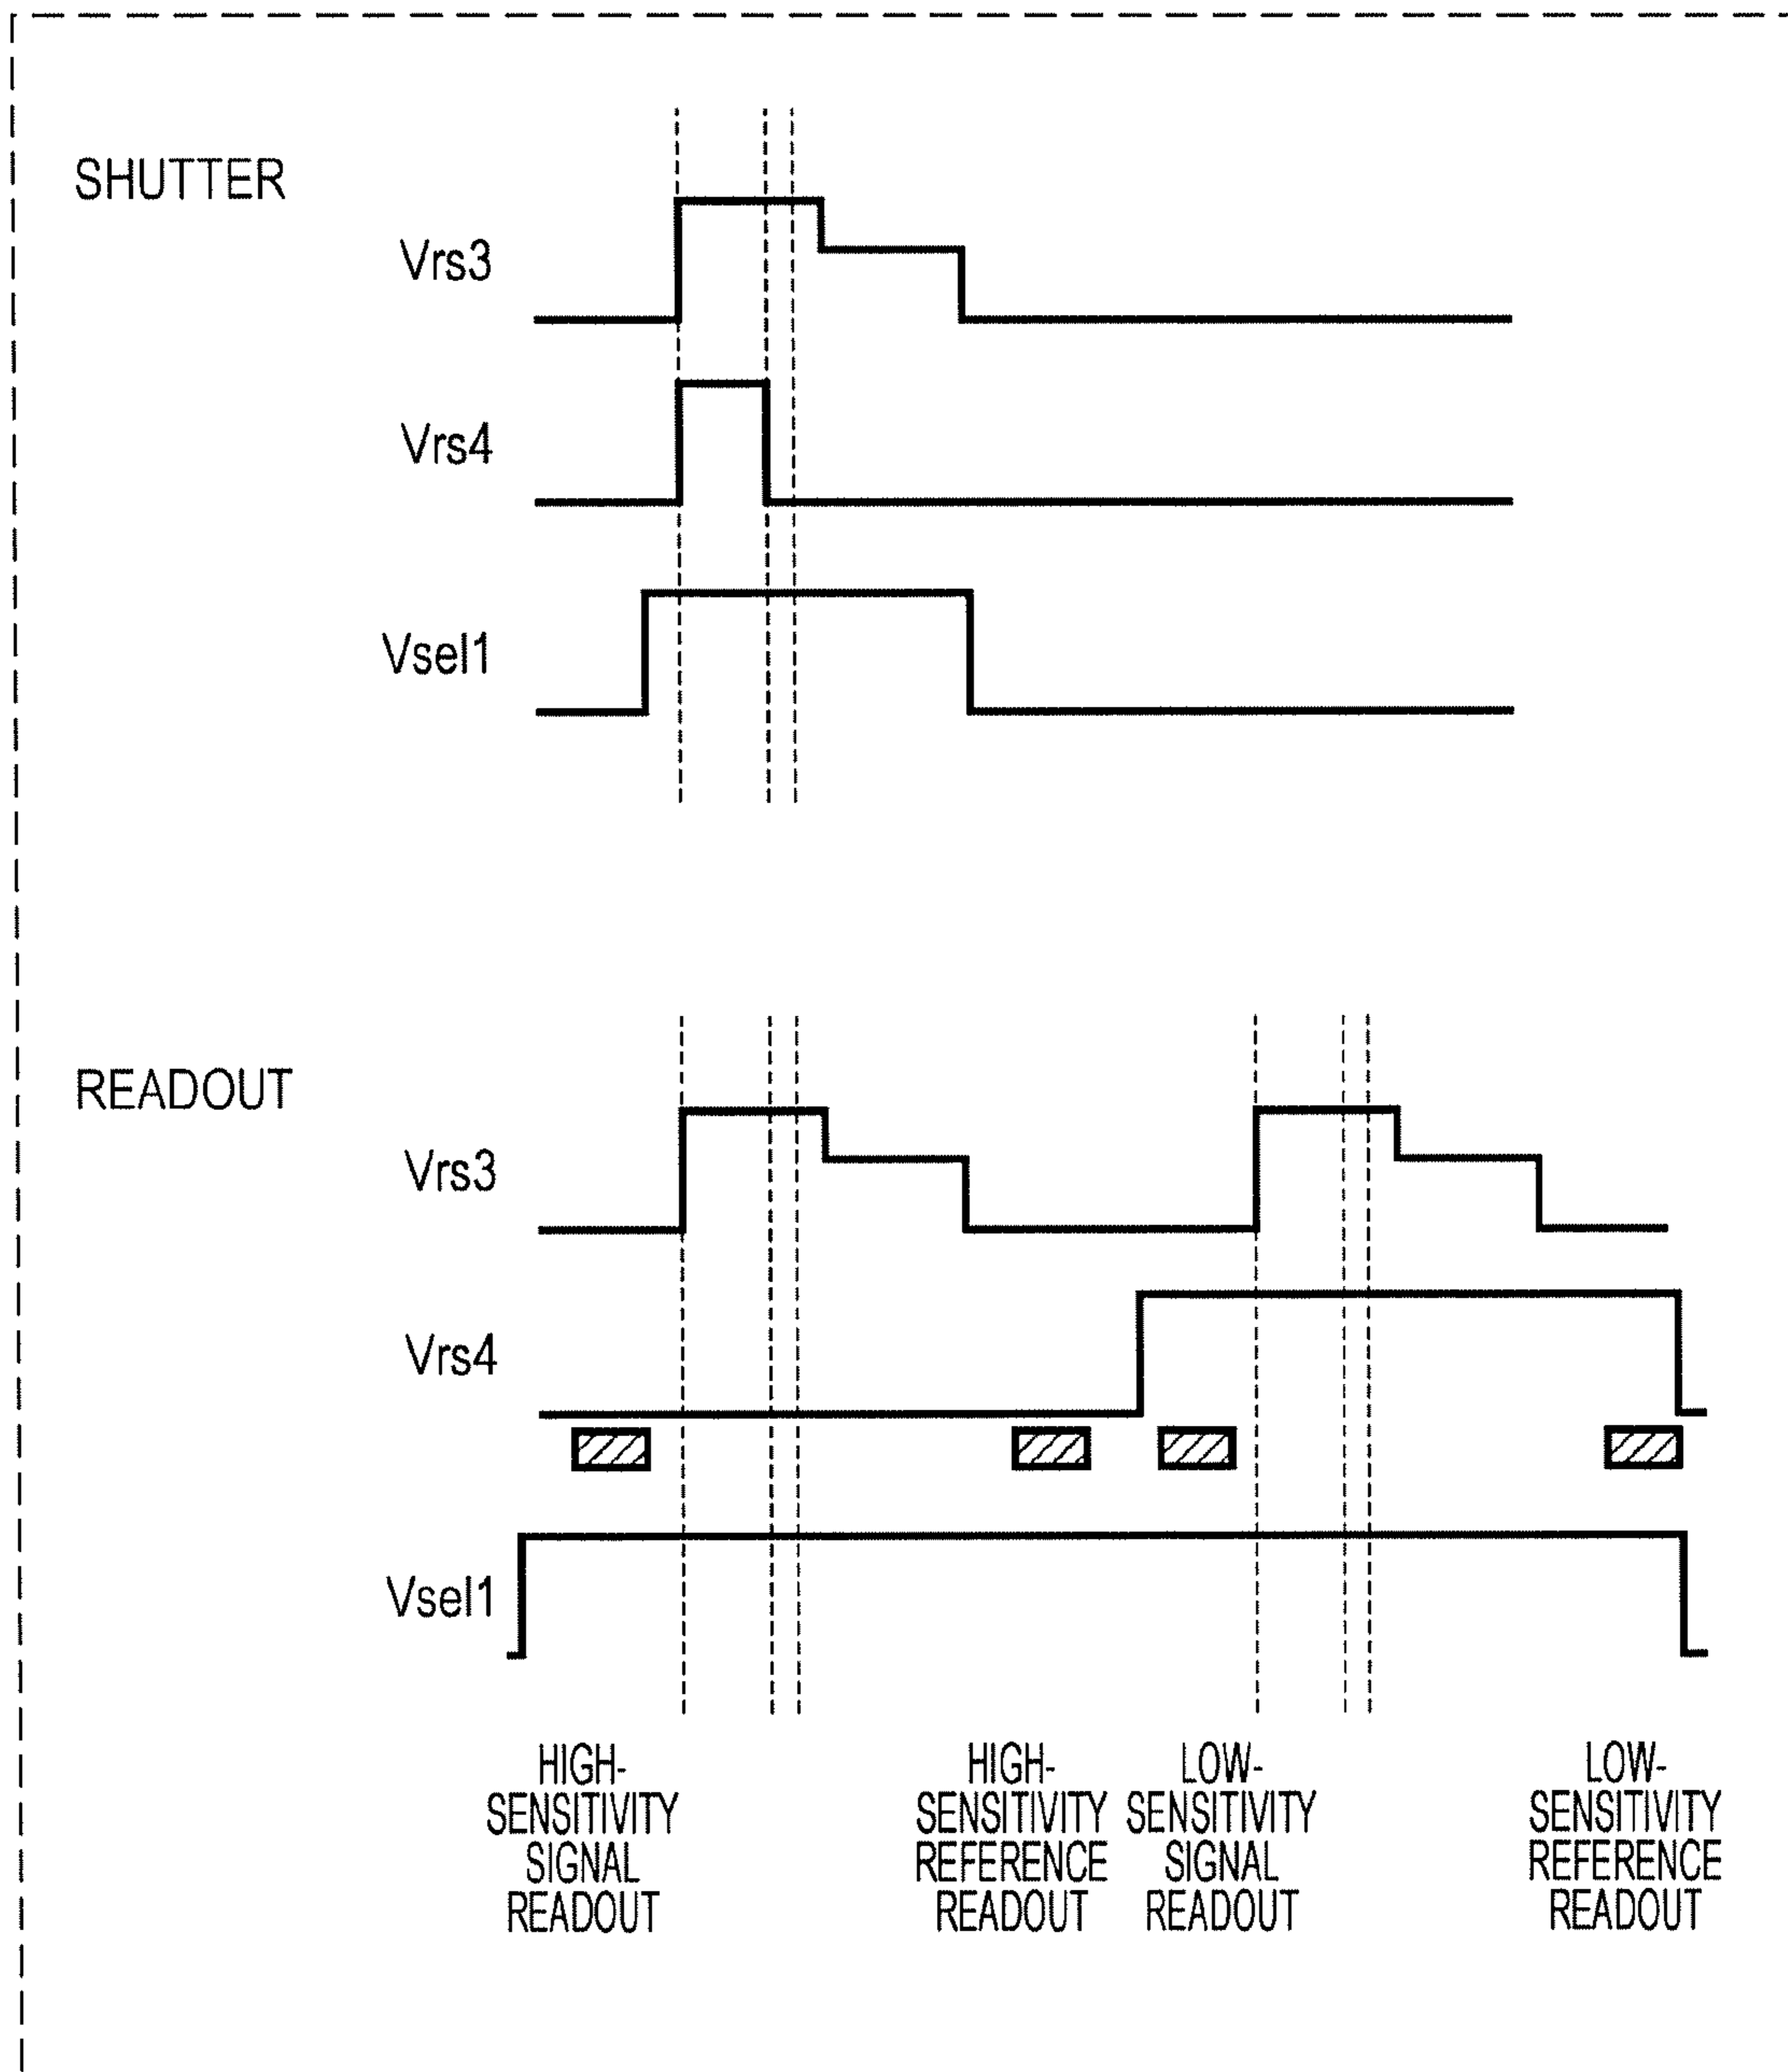 SHUTTER
Vrs3
Vrs4
Vsel1
READOUT
Vrs3
Vrs4
Vsel1
HIGH-
SENSITIVITY
SIGNAL
READOUT
HIGH-
SENSITIVITY
REFERENCE
READOUT
LOW-
SENSITIVITY
SIGNAL
READOUT
LOW-
SENSITIVITY
REFERENCE
READOUT